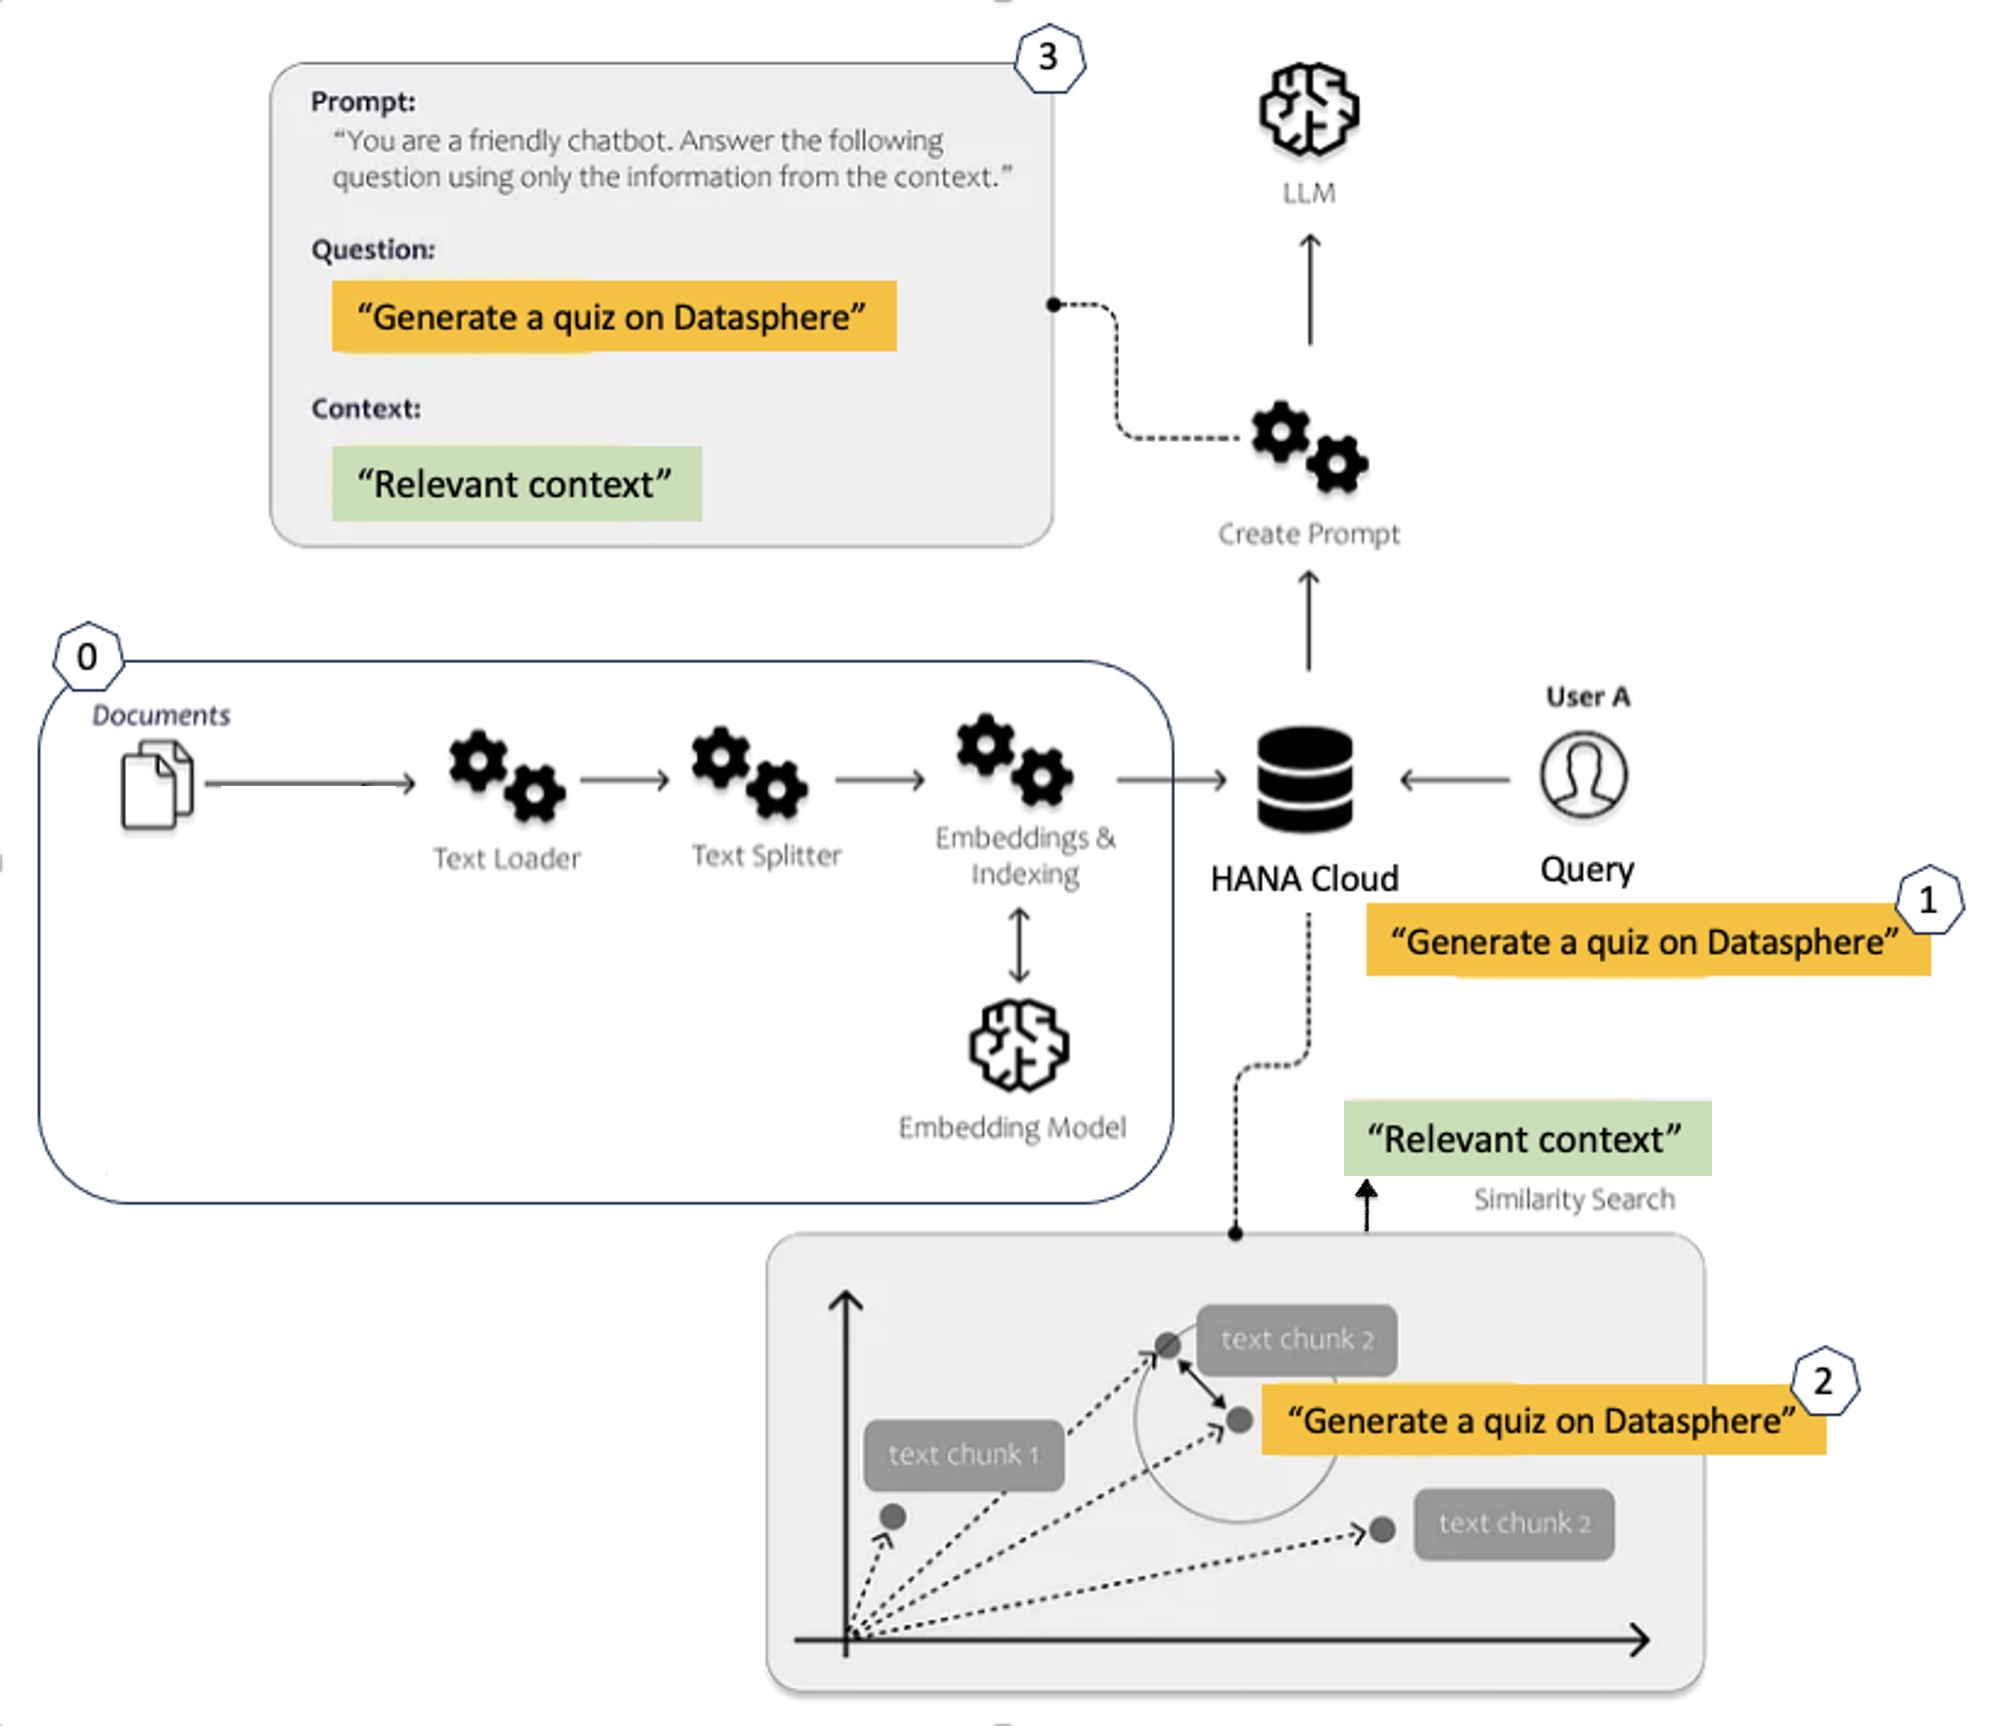 3
Prompt:
“You are a friendly chatbot. Answer the following
question using only the information from the context.”
Question:
“Generate a quiz on Datasphere”
Context:
“Relevant context”
LLM
Create Prompt
0
Documents
Text Loader
Text Splitter
Embeddings &
Indexing
Embedding Model
HANA Cloud
User A
Query
1
“Generate a quiz on Datasphere”
“Relevant context”
Similarity Search
text chunk 2
2
“Generate a quiz on Datasphere”
text chunk 1
text chunk 2